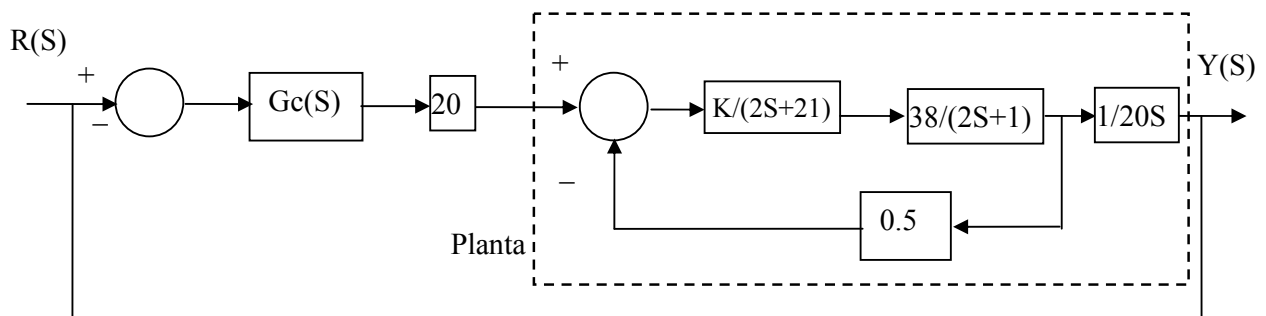 R(S)
+
−
Gc(S)
20
+
−
K/(2S+21)
38/(2S+1)
1/20S
Y(S)
0.5
Planta